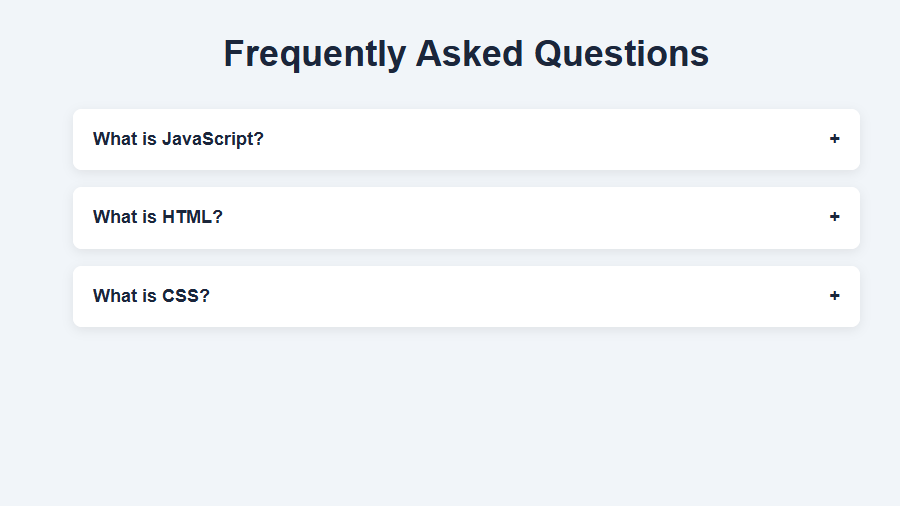 Frequently Asked Questions
What is JavaScript? +
What is HTML? +
What is CSS? +